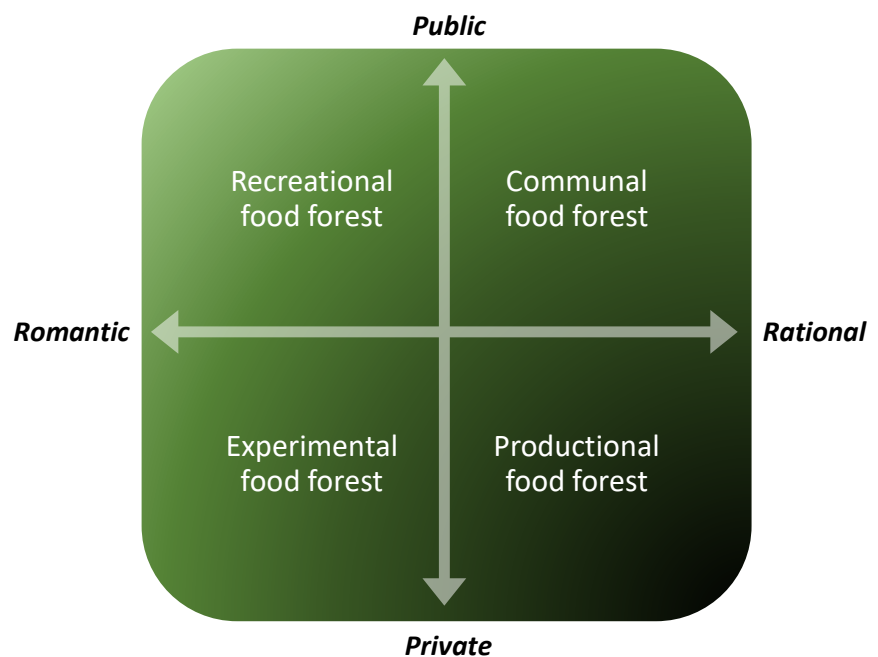 Public
Recreational
food forest
Communal
food forest
Romantic
Rational
Experimental
food forest
Productional
food forest
Private